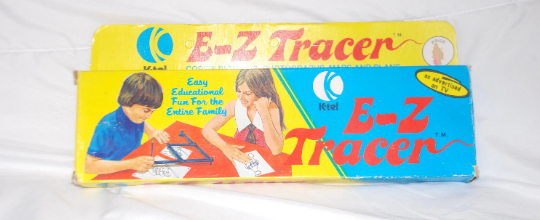 K-tel
E-Z Tracer
T.M.
Easy
Educational
Fun For the
Entire Family
K-tel
as advertised
on TV
E-Z
Tracer
T.M.